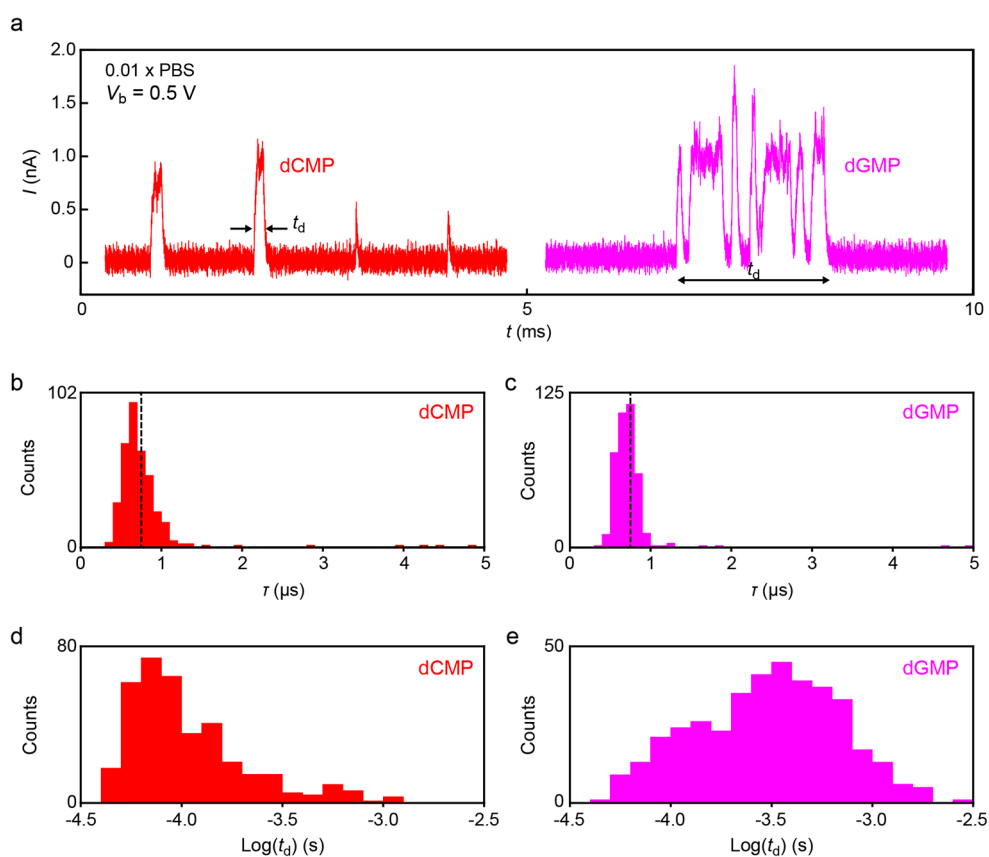 a
2.0
1.5
1.0
0.5
0
I (nA)
0.01 x PBS
Vb = 0.5 V
dCMP
td
dGMP
td
0
5
10
t (ms)
b
102
0
Counts
dCMP
0
1
2
3
4
5
τ (µs)
c
125
0
Counts
dGMP
0
1
2
3
4
5
τ (µs)
d
80
0
Counts
dCMP
-4.5
-4.0
-3.5
-3.0
-2.5
Log(td) (s)
e
50
0
Counts
dGMP
-4.5
-4.0
-3.5
-3.0
-2.5
Log(td) (s)